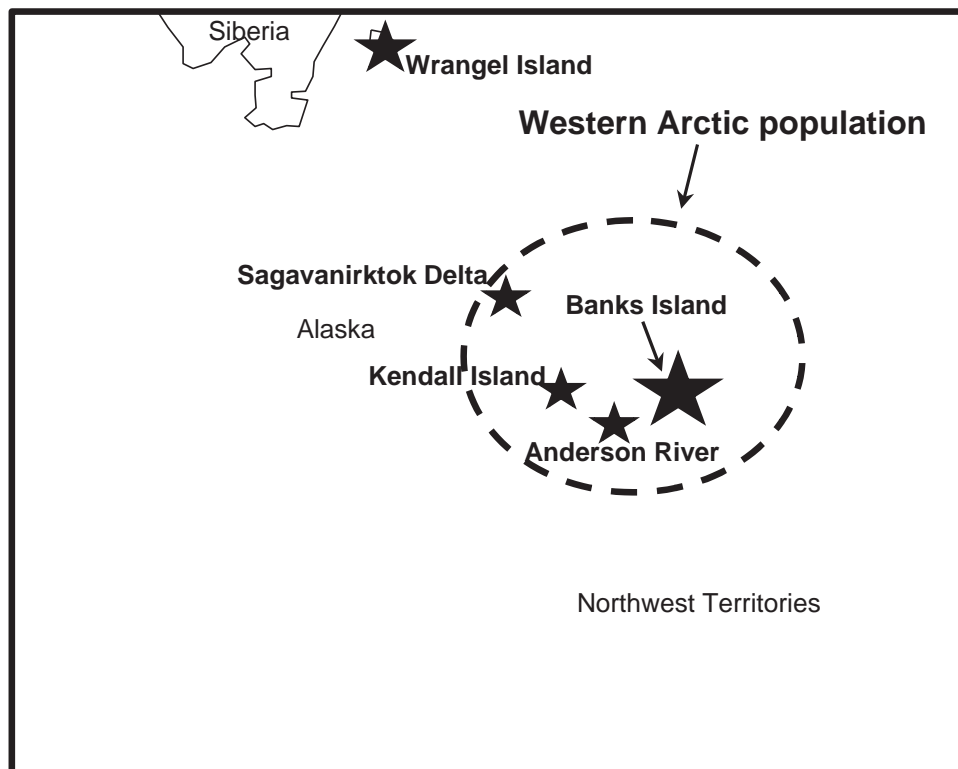 Siberia
Wrangel Island
Western Arctic population
Sagavanirktok Delta
Banks Island
Alaska
Kendall Island
Anderson River
Northwest Territories